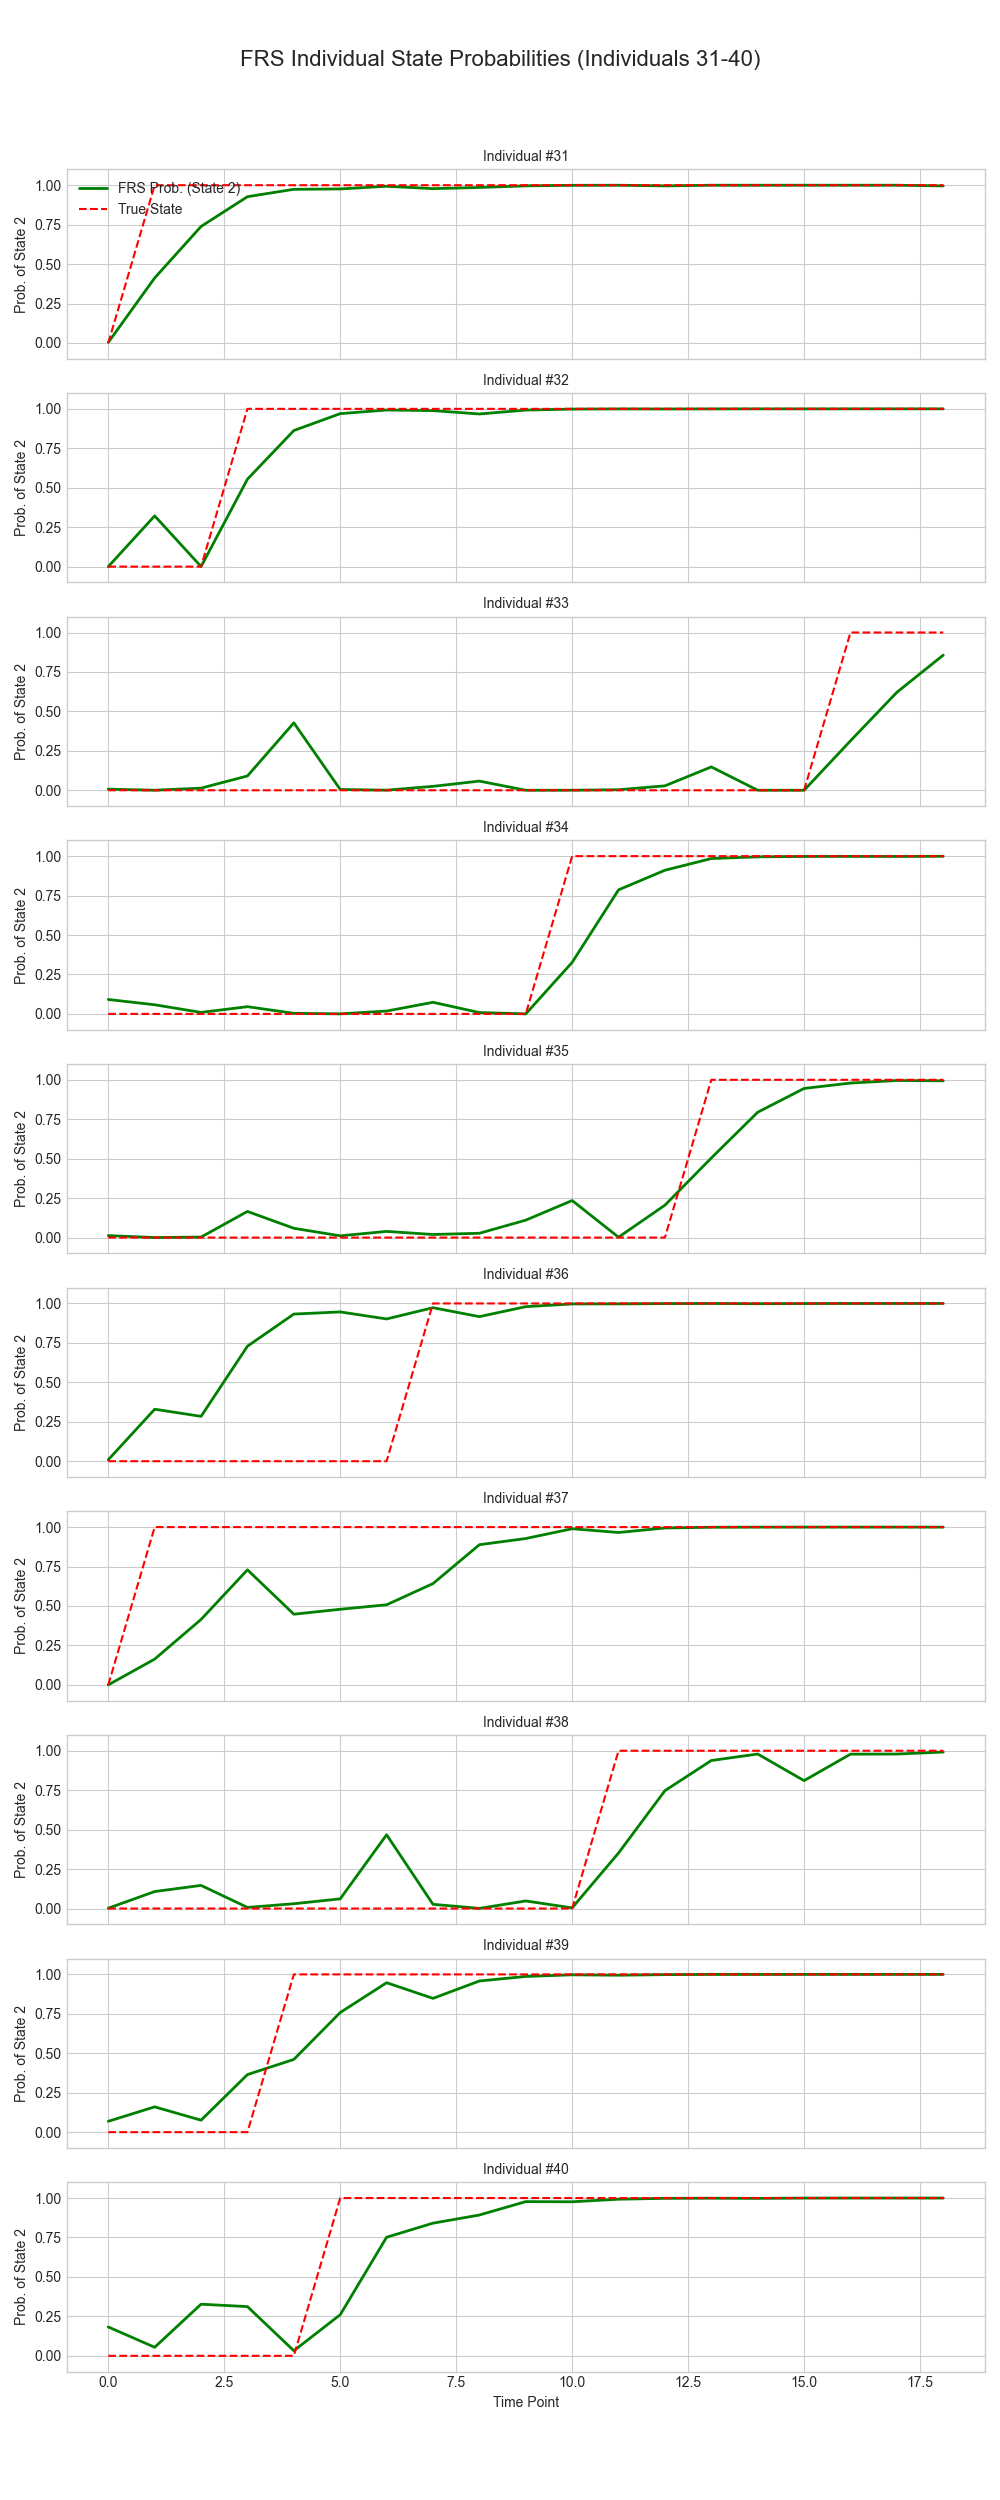 FRS Individual State Probabilities (Individuals 31-40)
Individual #31
FRS Prob. (State 2)
True State
Prob. of State 2
1.00
0.75
0.50
0.25
0.00
Individual #32
Prob. of State 2
1.00
0.75
0.50
0.25
0.00
Individual #33
Prob. of State 2
1.00
0.75
0.50
0.25
0.00
Individual #34
Prob. of State 2
1.00
0.75
0.50
0.25
0.00
Individual #35
Prob. of State 2
1.00
0.75
0.50
0.25
0.00
Individual #36
Prob. of State 2
1.00
0.75
0.50
0.25
0.00
Individual #37
Prob. of State 2
1.00
0.75
0.50
0.25
0.00
Individual #38
Prob. of State 2
1.00
0.75
0.50
0.25
0.00
Individual #39
Prob. of State 2
1.00
0.75
0.50
0.25
0.00
Individual #40
Prob. of State 2
1.00
0.75
0.50
0.25
0.00
0.0 2.5 5.0 7.5 10.0 12.5 15.0 17.5
Time Point